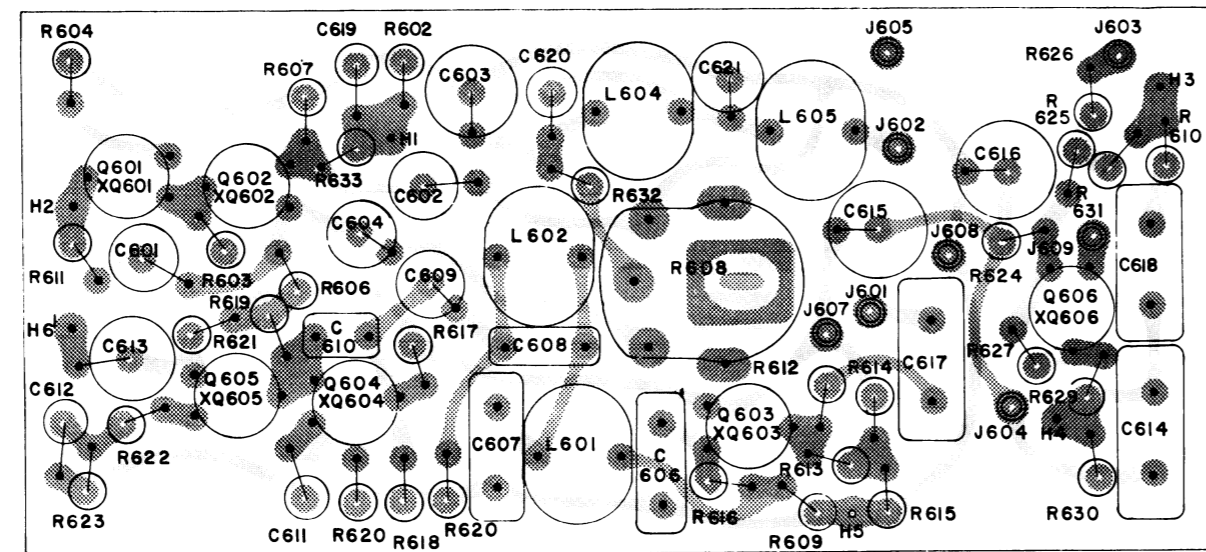 R604
C619
R602
J605
J603
R607
C603
C620
C621
R626
L604
H3
L605
R
625
R
610
H1
J602
Q601
XQ601
Q602
XQ602
R633
C602
C616
R632
H2
C604
C615
R
631
L602
J608
J609
C601
R608
R611
R603
C609
R624
C618
R606
R619
Q606
XQ606
J601
J607
H6
R621
C
610
R617
C608
R627
C613
R612
R614
C617
Q605
XQ605
Q604
XQ604
R629
C612
Q603
XQ603
J604
H4
C607
L601
C
606
C614
R622
R613
R623
R616
C611
R620
R618
R620
R609
H5
R615
R630